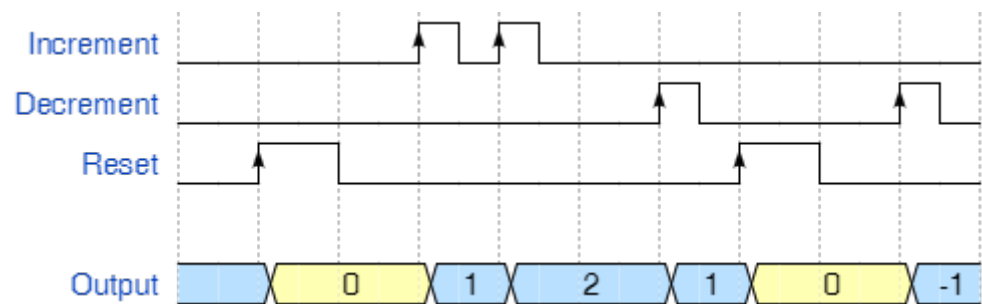 Increment
Decrement
Reset
Output 0 1 2 1 0 -1